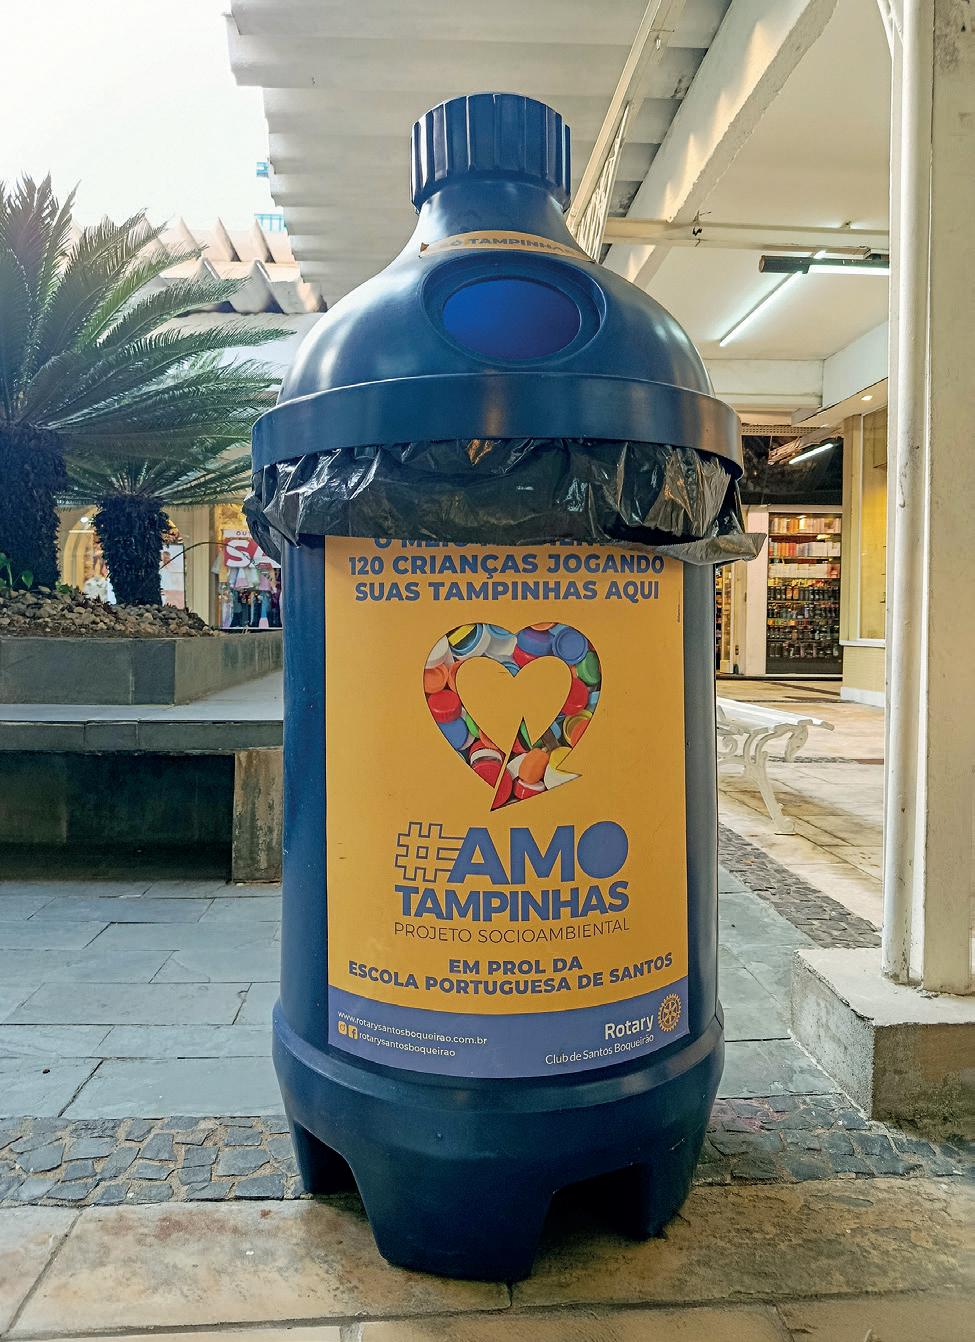 TAMPINHAS
120 CRIANÇAS JOGANDO
SUAS TAMPINHAS AQUI
#AMO
TAMPINHAS
PROJETO SOCIOAMBIENTAL
EM PROL DA
ESCOLA PORTUGUESA DE SANTOS
www.rotarysantosboqueirao.com.br
rotarysantosboqueirao
Rotary
Club de Santos Boqueirão